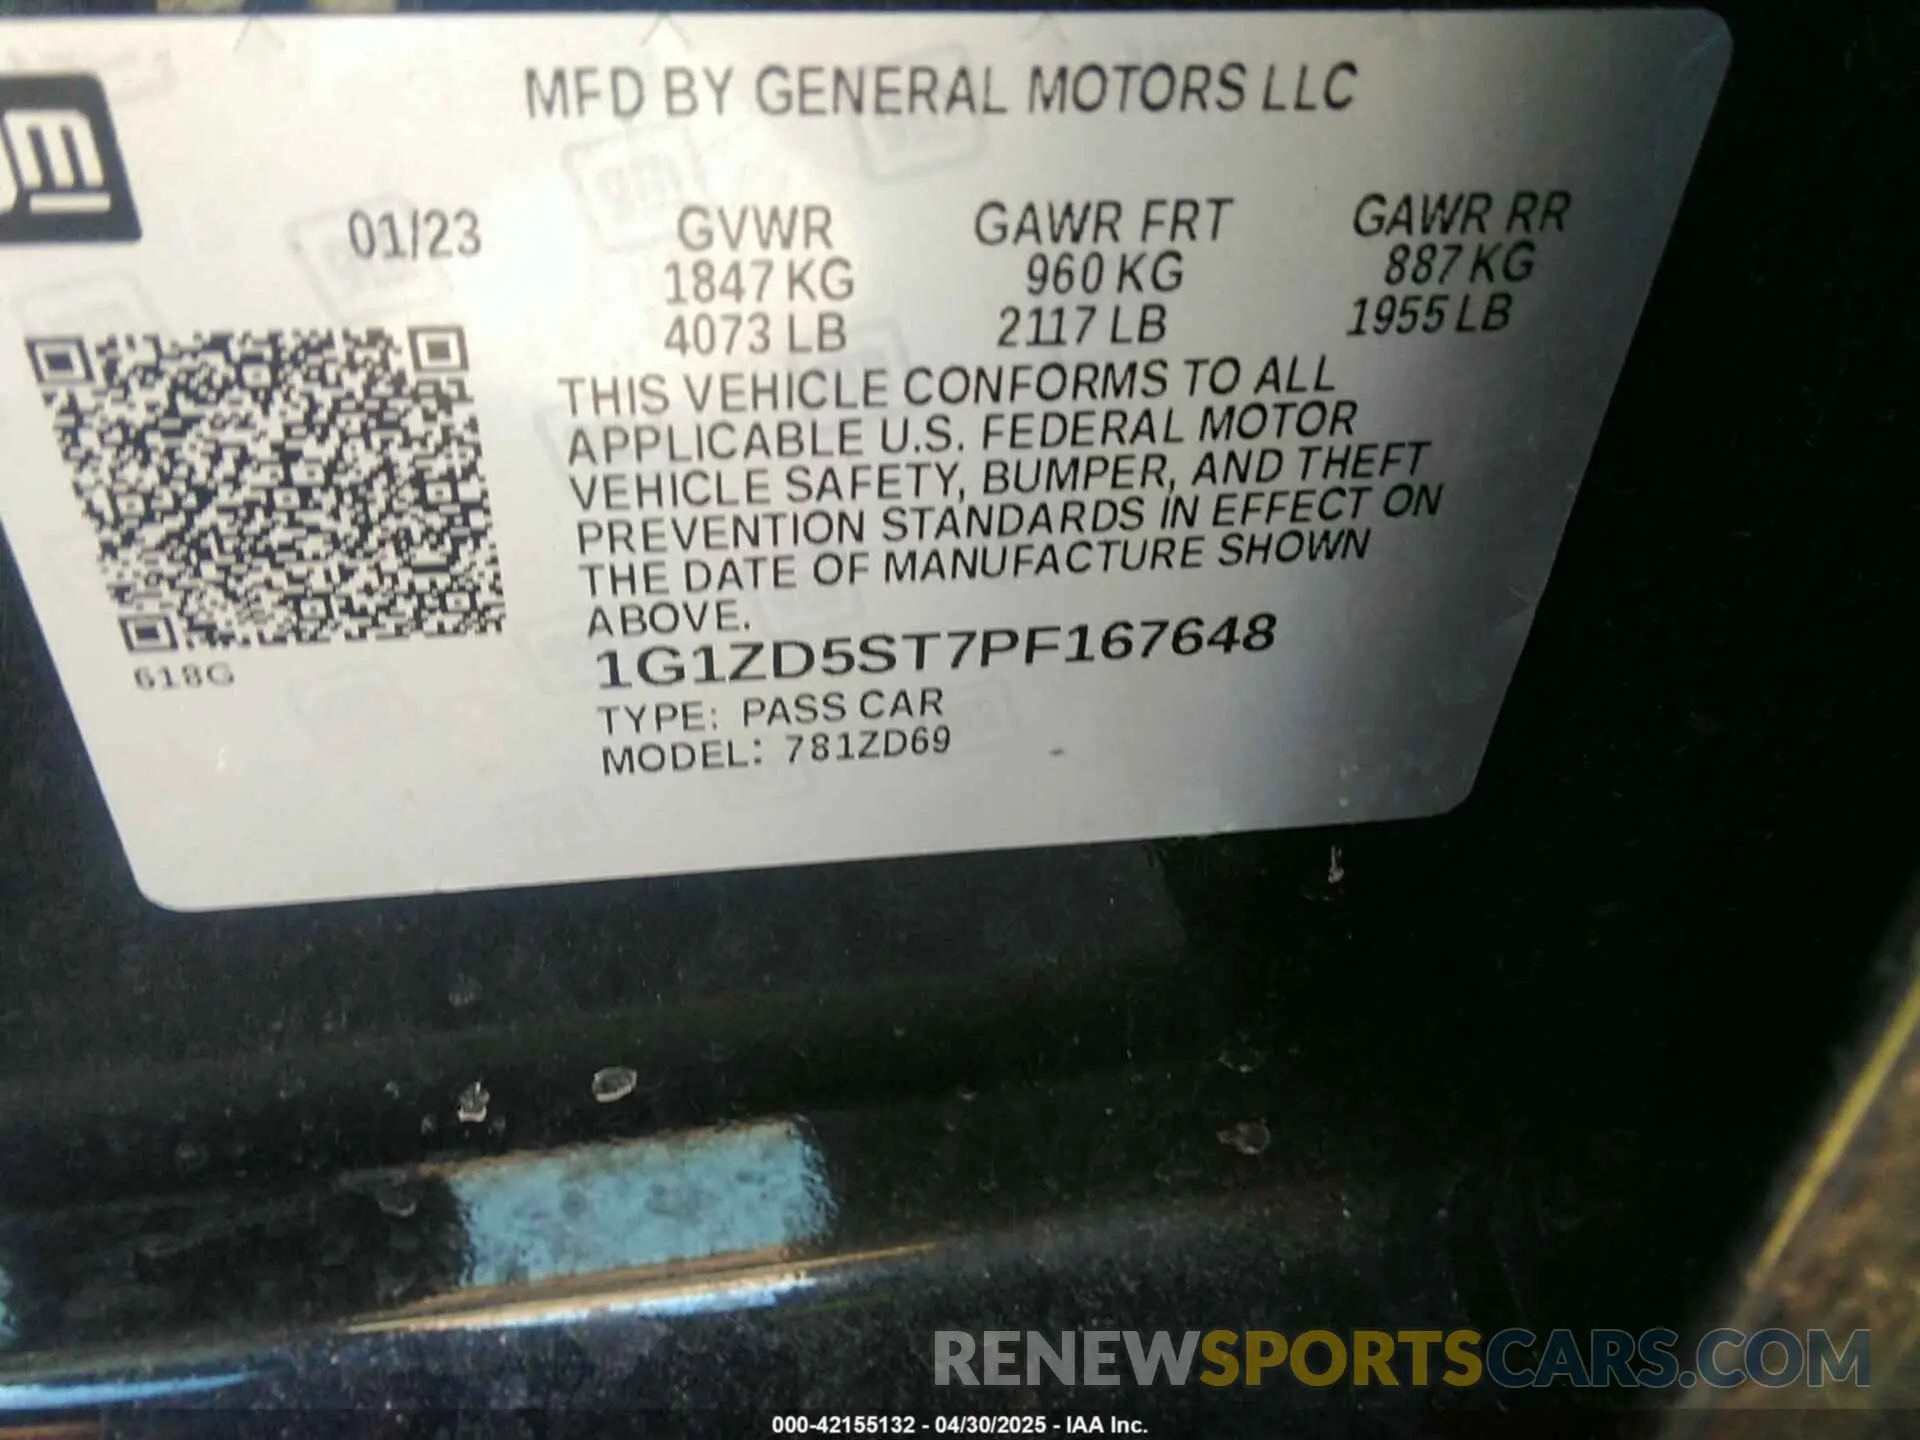 MFD BY GENERAL MOTORS LLC
01/23 GVWR GAWR FRT GAWR RR
1847 KG 960 KG 887 KG
4073 LB 2117 LB 1955 LB
THIS VEHICLE CONFORMS TO ALL
APPLICABLE U.S. FEDERAL MOTOR
VEHICLE SAFETY, BUMPER, AND THEFT
PREVENTION STANDARDS IN EFFECT ON
THE DATE OF MANUFACTURE SHOWN
ABOVE.
1G1ZD5ST7PF167648
618G
TYPE: PASS CAR
MODEL: 781ZD69
RENEWSPORTSCARS.COM
000-42155132 - 04/30/2025 - IAA Inc.